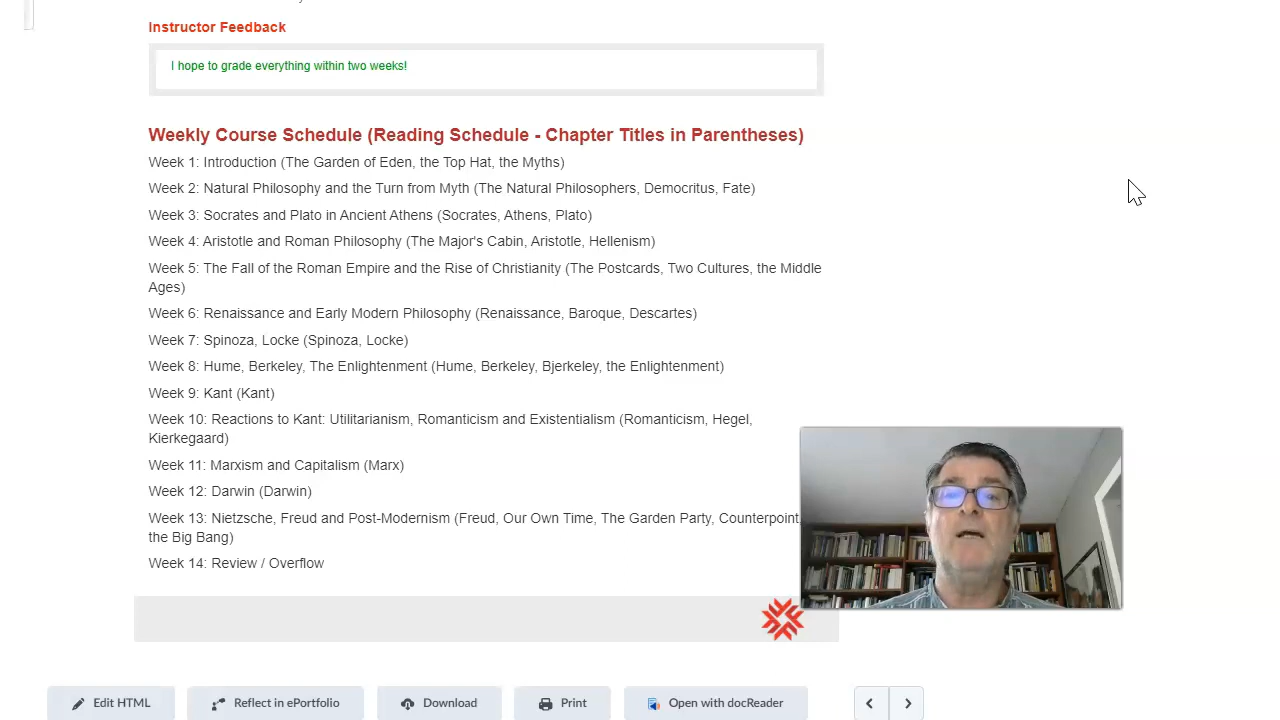 Instructor Feedback
I hope to grade everything within two weeks!
Weekly Course Schedule (Reading Schedule - Chapter Titles in Parentheses)
Week 1: Introduction (The Garden of Eden, the Top Hat, the Myths)
Week 2: Natural Philosophy and the Turn from Myth (The Natural Philosophers, Democritus, Fate)
Week 3: Socrates and Plato in Ancient Athens (Socrates, Athens, Plato)
Week 4: Aristotle and Roman Philosophy (The Major's Cabin, Aristotle, Hellenism)
Week 5: The Fall of the Roman Empire and the Rise of Christianity (The Postcards, Two Cultures, the Middle
Ages)
Week 6: Renaissance and Early Modern Philosophy (Renaissance, Baroque, Descartes)
Week 7: Spinoza, Locke (Spinoza, Locke)
Week 8: Hume, Berkeley, The Enlightenment (Hume, Berkeley, Bjerkeley, the Enlightenment)
Week 9: Kant (Kant)
Week 10: Reactions to Kant: Utilitarianism, Romanticism and Existentialism (Romanticism, Hegel,
Kierkegaard)
Week 11: Marxism and Capitalism (Marx)
Week 12: Darwin (Darwin)
Week 13: Nietzsche, Freud and Post-Modernism (Freud, Our Own Time, The Garden Party, Counterpoint,
the Big Bang)
Week 14: Review / Overflow
Edit HTML
Reflect in ePortfolio
Download
Print
Open with docReader